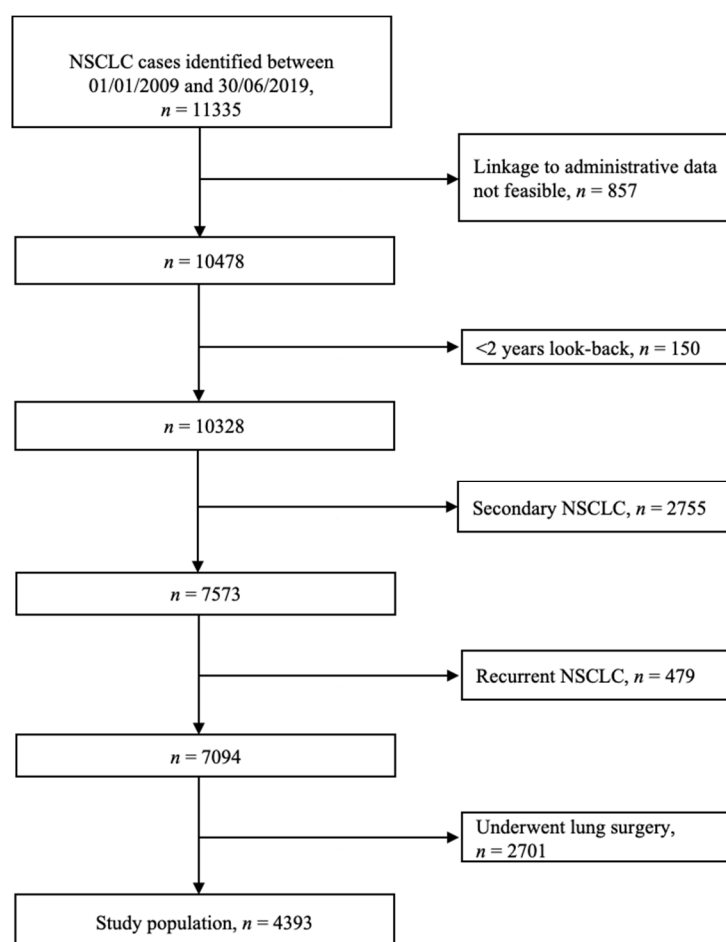 NSCLC cases identified between
01/01/2009 and 30/06/2019,
n = 11335
Linkage to administrative data
not feasible, n = 857
n = 10478
<2 years look-back, n = 150
n = 10328
Secondary NSCLC, n = 2755
n = 7573
Recurrent NSCLC, n = 479
n = 7094
Underwent lung surgery,
n = 2701
Study population, n = 4393